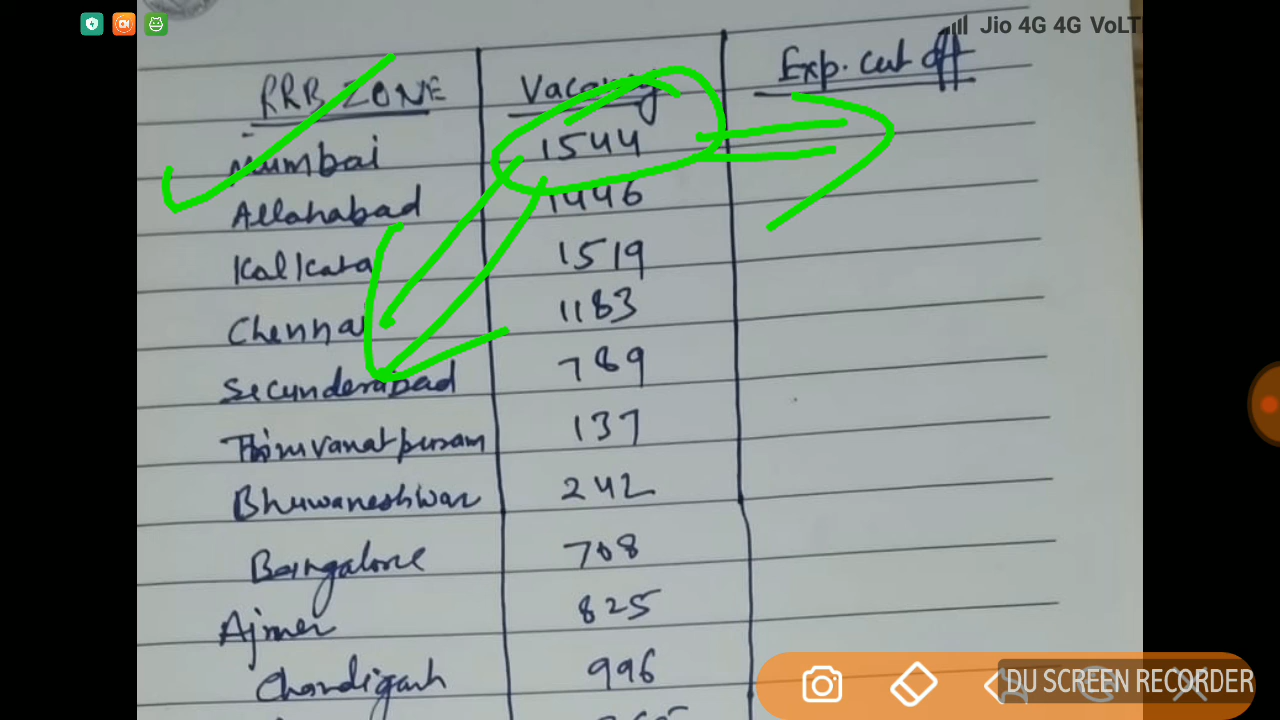 Jio 4G 4G VoLT
RRB ZONE Vacancy Exp. cut off
Mumbai 1544
Allahabad 1446
Kalkata 1519
Chennai 1183
Secunderabad 789
Thiruvanatpuram 137
Bhuwaneshwar 242
Bangalore 708
Ajmer 825
Chandigarh 996
DU SCREEN RECORDER